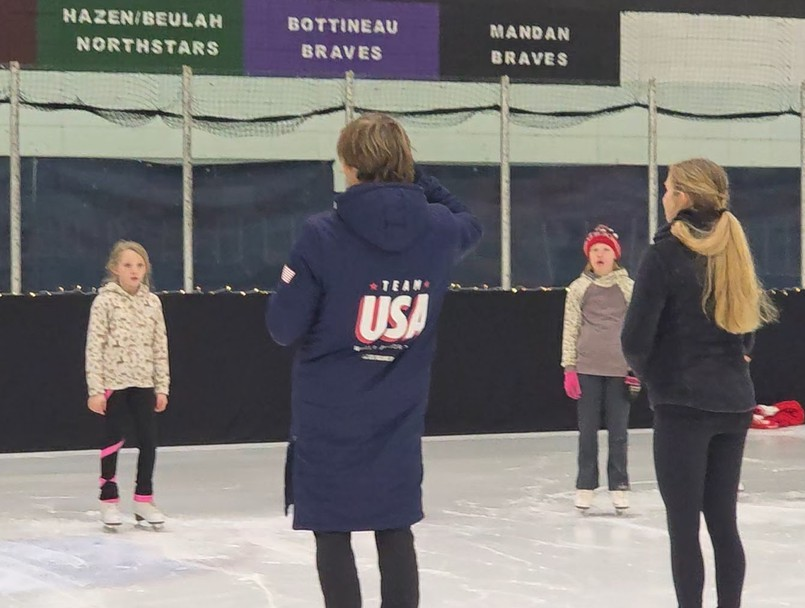 HAZEN/BEULAH
NORTHSTARS
BOTTINEAU
BRAVES
MANDAN
BRAVES
TEAM
USA